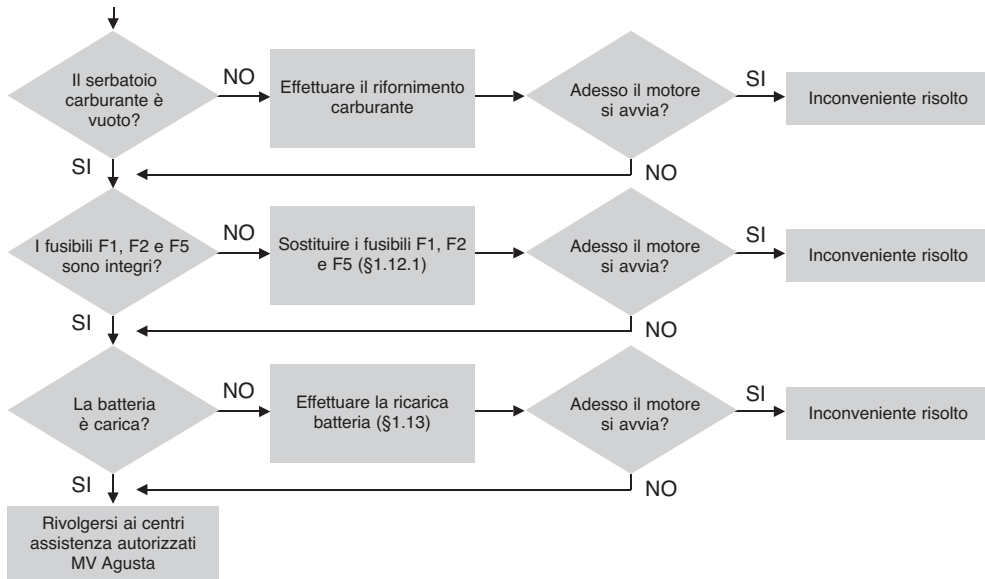 Il serbatoio
carburante è
vuoto?
NO
Effettuare il rifornimento
carburante
Adesso il motore
si avvia?
SI
Inconveniente risolto
SI
NO
I fusibili F1, F2 e F5
sono integri?
NO
Sostituire i fusibili F1, F2
e F5 (§1.12.1)
Adesso il motore
si avvia?
SI
Inconveniente risolto
SI
NO
La batteria
è carica?
NO
Effettuare la ricarica
batteria (§1.13)
Adesso il motore
si avvia?
SI
Inconveniente risolto
SI
NO
Rivolgersi ai centri
assistenza autorizzati
MV Agusta